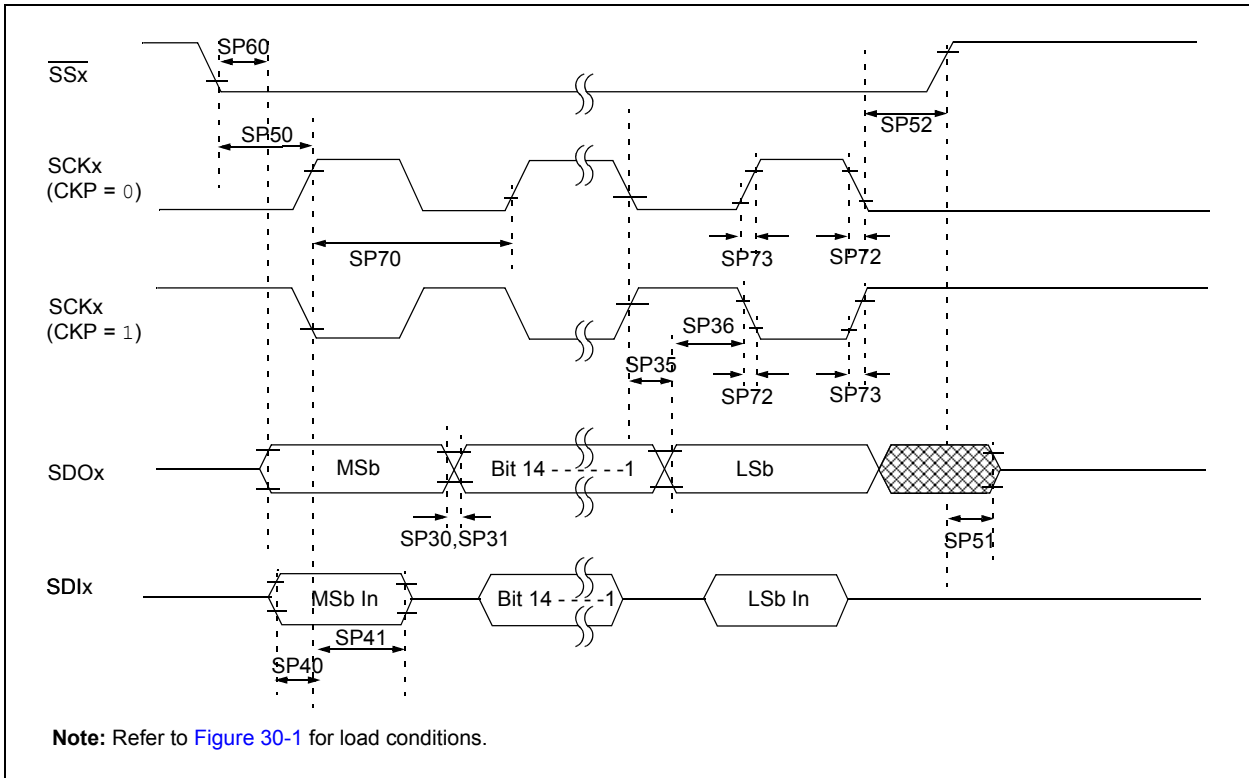 SP60
SSx
SP50
SP52
SCKx
(CKP = 0)
SP70
SP73
SP72
SCKx
(CKP = 1)
SP36
SP35
SP72
SP73
SDOx
MSb
Bit 14 - - - - - -1
LSb
SP30,SP31
SP51
SDIx
MSb In
Bit 14 - - - -1
LSb In
SP41
SP40
Note: Refer to Figure 30-1 for load conditions.